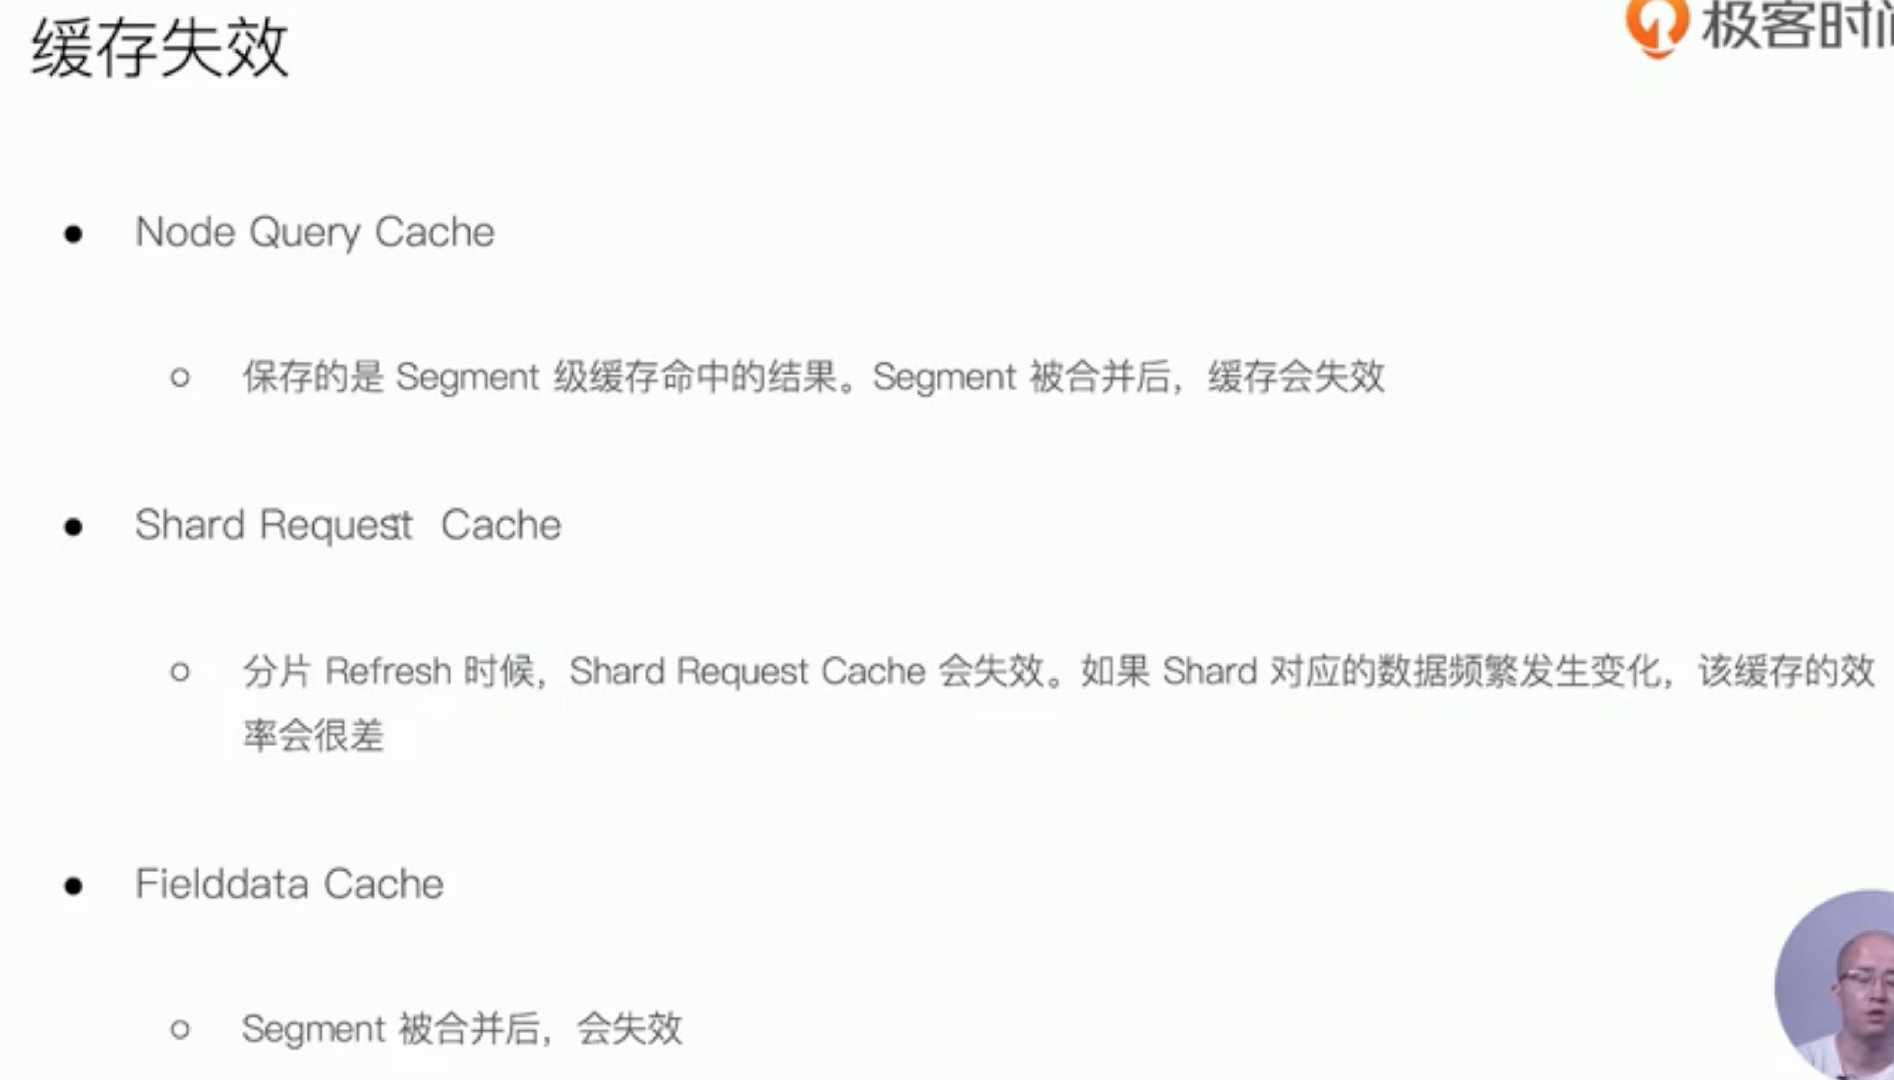 缓存失效
极客时间
Node Query Cache
保存的是 Segment 级缓存命中的结果。Segment 被合并后，缓存会失效
Shard Request Cache
分片 Refresh 时候，Shard Request Cache 会失效。如果 Shard 对应的数据频繁发生变化，该缓存的效
率会很差
Fielddata Cache
Segment 被合并后，会失效